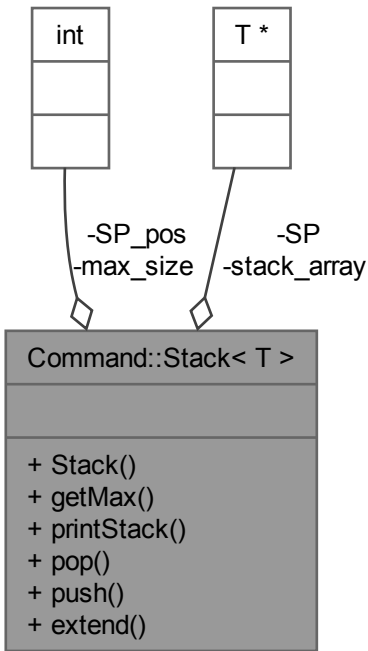 int
T *
-SP_pos
-max_size
-SP
-stack_array
Command::Stack< T >
+ Stack()
+ getMax()
+ printStack()
+ pop()
+ push()
+ extend()